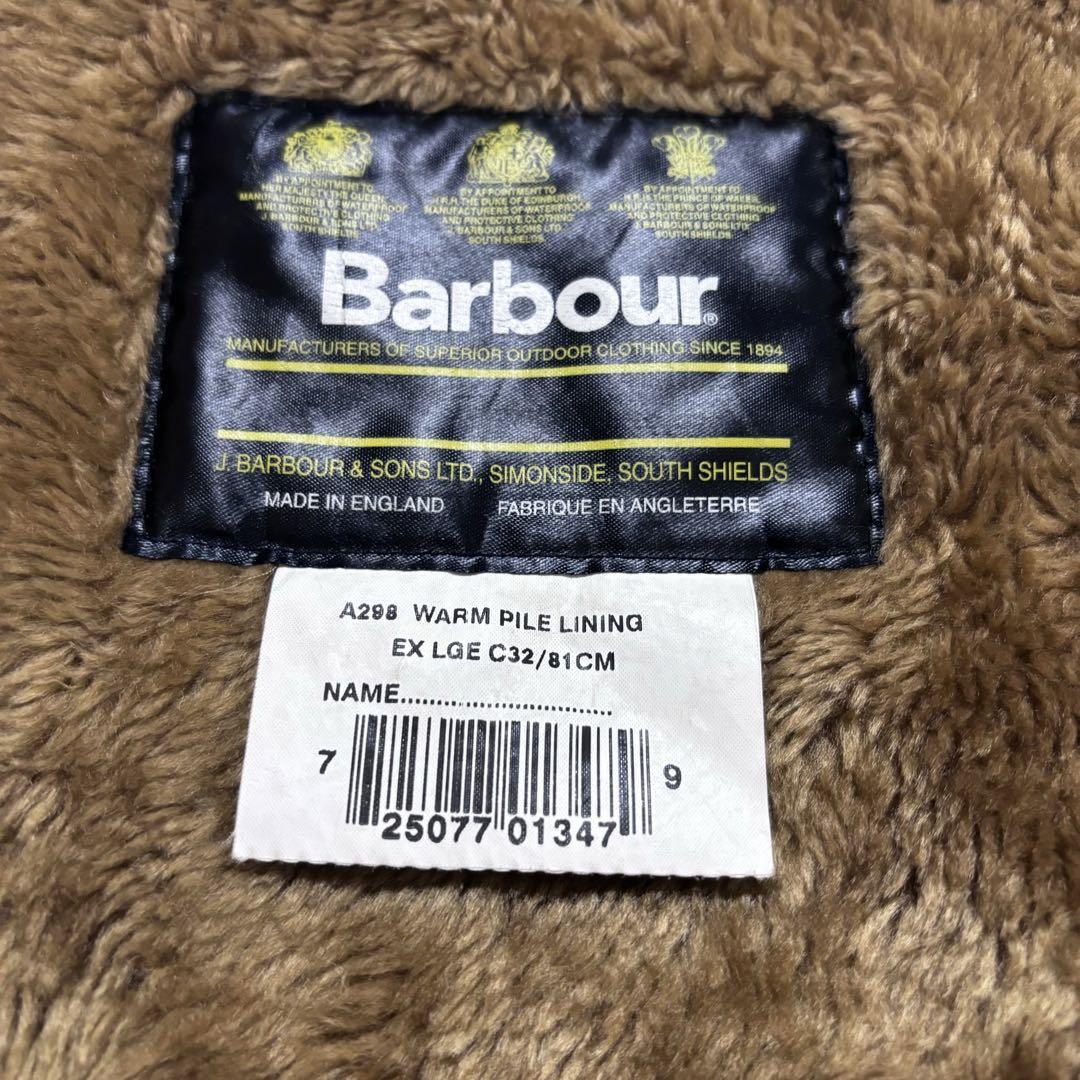 BY APPOINTMENT TO
HER MAJESTY THE QUEEN
MANUFACTURERS OF WATERPROOF
AND PROTECTIVE CLOTHING
J. BARBOUR & SONS LTD.
SOUTH SHIELDS
BY APPOINTMENT TO
H.R.H. THE DUKE OF EDINBURGH
MANUFACTURERS OF WATERPROOF
AND PROTECTIVE CLOTHING
J. BARBOUR & SONS LTD
SOUTH SHIELDS
BY APPOINTMENT TO
H.R.H. THE PRINCE OF WALES
MANUFACTURERS OF WATERPROOF
AND PROTECTIVE CLOTHING
J. BARBOUR & SONS LTD.
SOUTH SHIELDS
Barbour®
MANUFACTURERS OF SUPERIOR OUTDOOR CLOTHING SINCE 1894
J. BARBOUR & SONS LTD., SIMONSIDE, SOUTH SHIELDS
MADE IN ENGLAND FABRIQUE EN ANGLETERRE
A298 WARM PILE LINING
EX LGE C32/81CM
NAME..................................
7 25077 01347 9